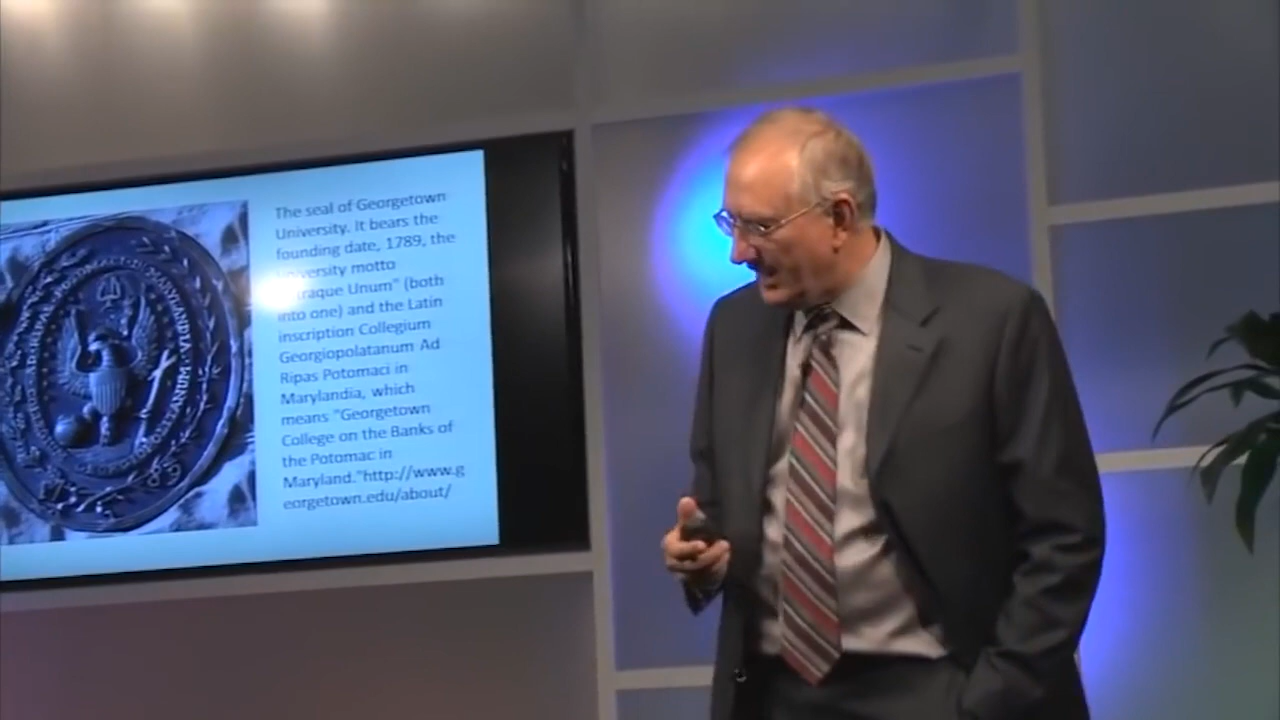 The seal of Georgetown
University. It bears the
founding date, 1789, the
university motto
"Utraque Unum" (both
into one) and the Latin
inscription Collegium
Georgiopolatanum Ad
Ripas Potomaci in
Marylandia, which
means "Georgetown
College on the Banks of
the Potomac in
Maryland."http://www.g
eorgetown.edu/about/